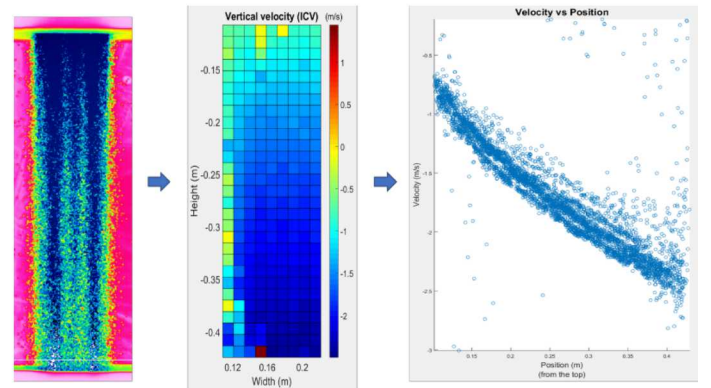 Vertical velocity (ICV) (m/s)
-0.15
-0.2
-0.25
-0.3
-0.35
-0.4
Height (m)
0.12 0.16 0.2
Width (m)
1
0.5
0
-0.5
-1
-1.5
-2
Velocity vs Position
-0.5
-1
-1.5
-2
-2.5
-3
Velocity (m/s)
0.15 0.2 0.25 0.3 0.35 0.4
Position (m)
(from the top)